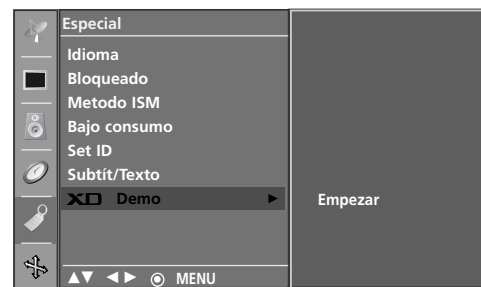 Especial
Idioma
Bloqueado
Metodo ISM
Bajo consumo
Set ID
Subtít/Texto
XD Demo ► Empezar
▲▼ ◄► ◉ MENU